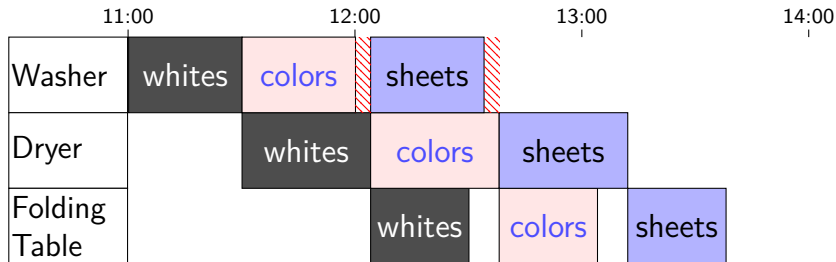 11:00 12:00 13:00 14:00
Washer whites colors sheets
Dryer whites colors sheets
Folding
Table
whites colors sheets